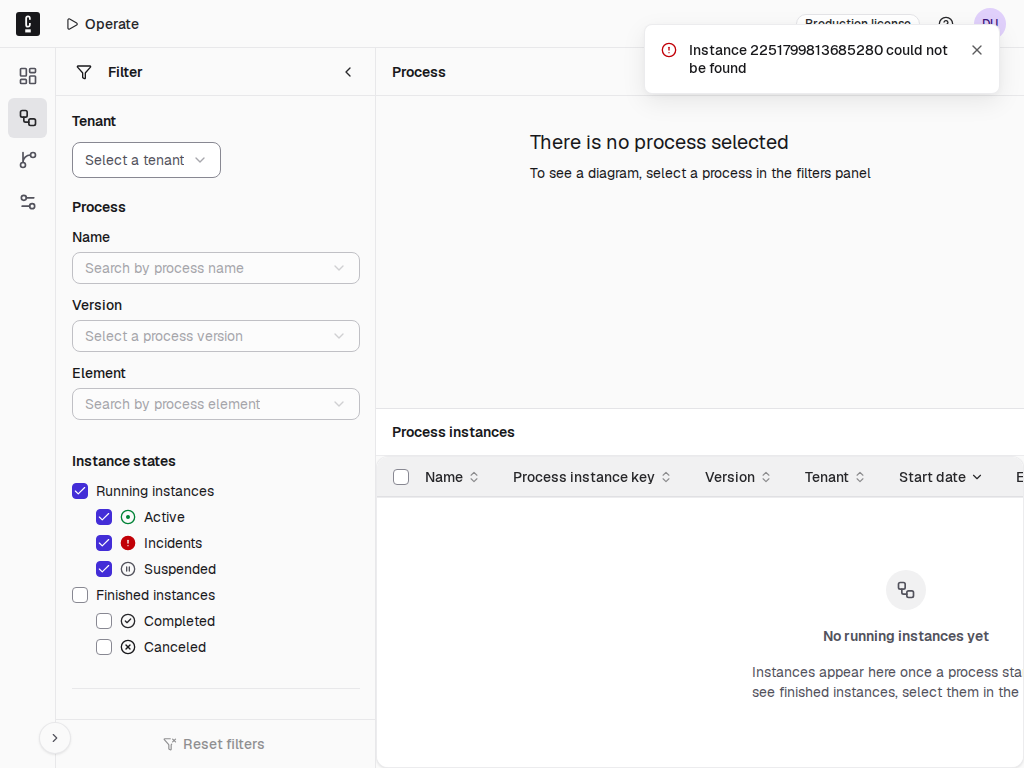 Operate
Production license
DU
Instance 2251799813685280 could not
be found
Filter
Process
Tenant
Select a tenant
There is no process selected
To see a diagram, select a process in the filters panel
Process
Name
Search by process name
Version
Select a process version
Element
Search by process element
Process instances
Name
Process instance key
Version
Tenant
Start date
E
Instance states
Running instances
Active
Incidents
Suspended
Finished instances
Completed
Canceled
No running instances yet
Instances appear here once a process sta
see finished instances, select them in the
Reset filters